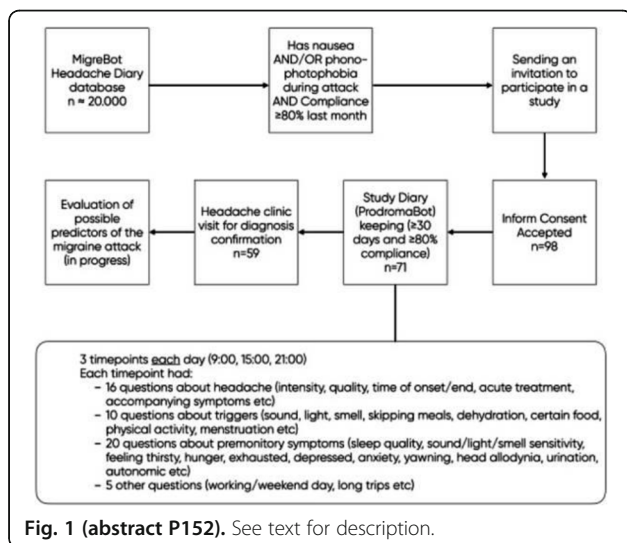 MigreBot
Headache Diary
database
n ≈ 20.000
Has nausea
AND/OR phono-
photophobia
during attack
AND Compliance
≥80% last month
Sending an
invitation to
participate in a
study
Evaluation of
possible
predictors of the
migraine attack
(in progress)
Headache clinic
visit for diagnosis
confirmation
n=59
Study Diary
(ProdromaBot)
keeping (≥30
days and ≥80%
compliance)
n=71
Inform Consent
Accepted
n=98
3 timepoints each day (9:00, 15:00, 21:00)
Each timepoint had:
– 16 questions about headache (intensity, quality, time of onset/end, acute treatment,
accompanying symptoms etc)
– 10 questions about triggers (sound, light, smell, skipping meals, dehydration, certain food,
physical activity, menstruation etc)
– 20 questions about premonitory symptoms (sleep quality, sound/light/smell sensitivity,
feeling thirsty, hunger, exhausted, depressed, anxiety, yawning, head allodynia, urination,
autonomic etc)
– 5 other questions (working/weekend day, long trips etc)
Fig. 1 (abstract P152). See text for description.